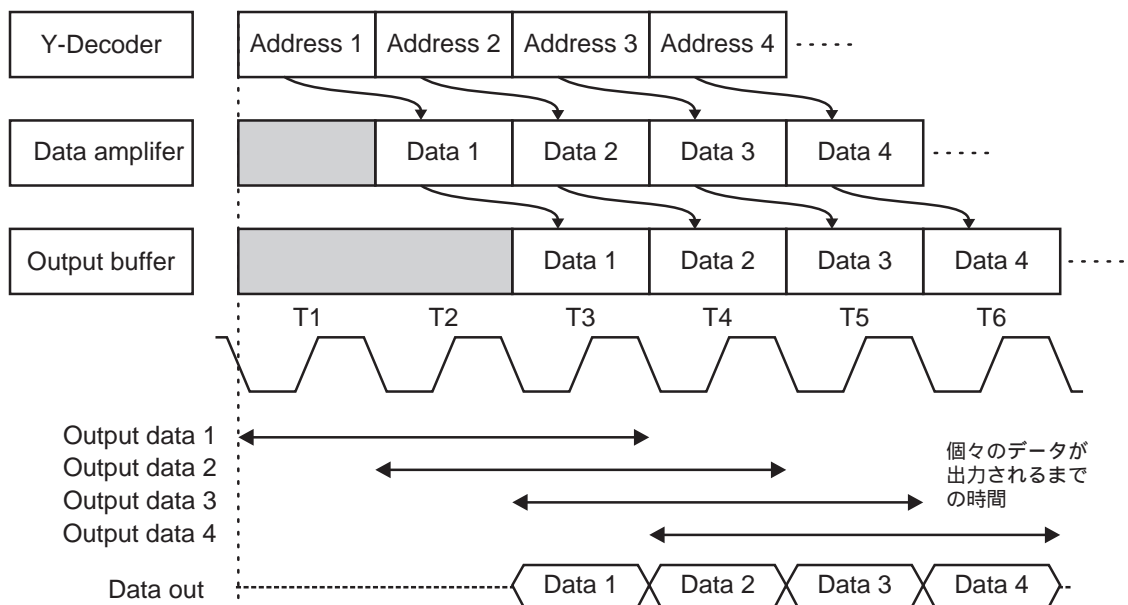 Y-Decoder Address 1 Address 2 Address 3 Address 4
Data amplifer Data 1 Data 2 Data 3 Data 4
Output buffer Data 1 Data 2 Data 3 Data 4
T1 T2 T3 T4 T5 T6
Output data 1
Output data 2
Output data 3
Output data 4
個々のデータが
出力されるまで
の時間
Data out Data 1 Data 2 Data 3 Data 4